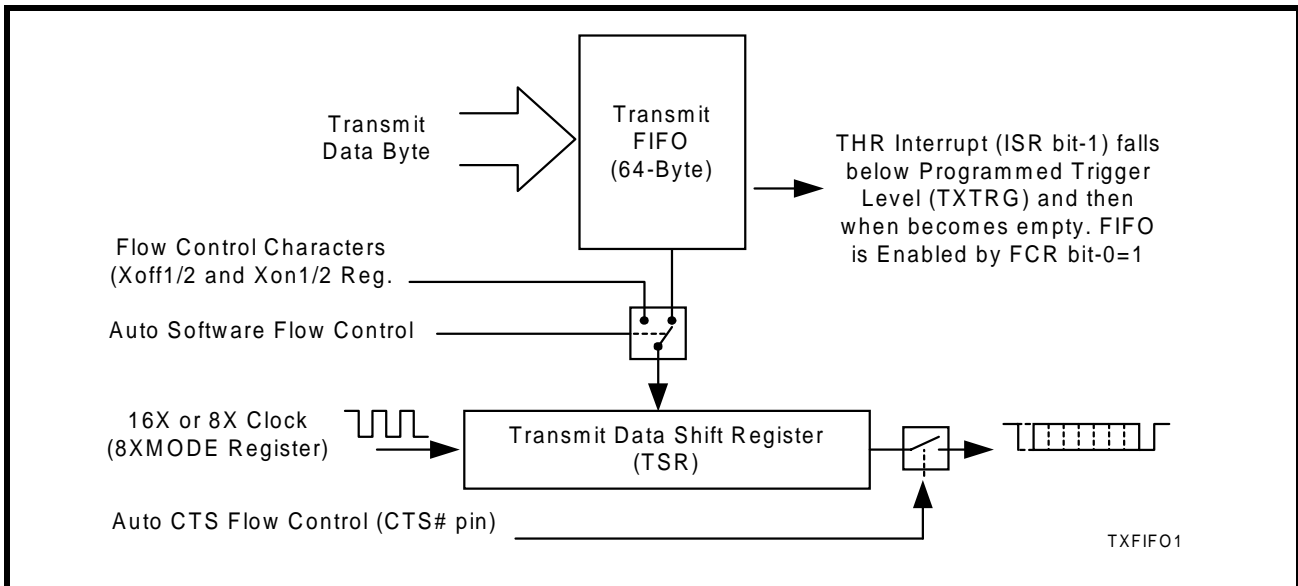 Transmit
Data Byte
Transmit
FIFO
(64-Byte)
THR Interrupt (ISR bit-1) falls
below Programmed Trigger
Level (TXTRG) and then
when becomes empty. FIFO
is Enabled by FCR bit-0=1
Flow Control Characters
(Xoff1/2 and Xon1/2 Reg.
Auto Software Flow Control
16X or 8X Clock
(8XMODE Register)
Transmit Data Shift Register
(TSR)
Auto CTS Flow Control (CTS# pin)
TXFIFO1